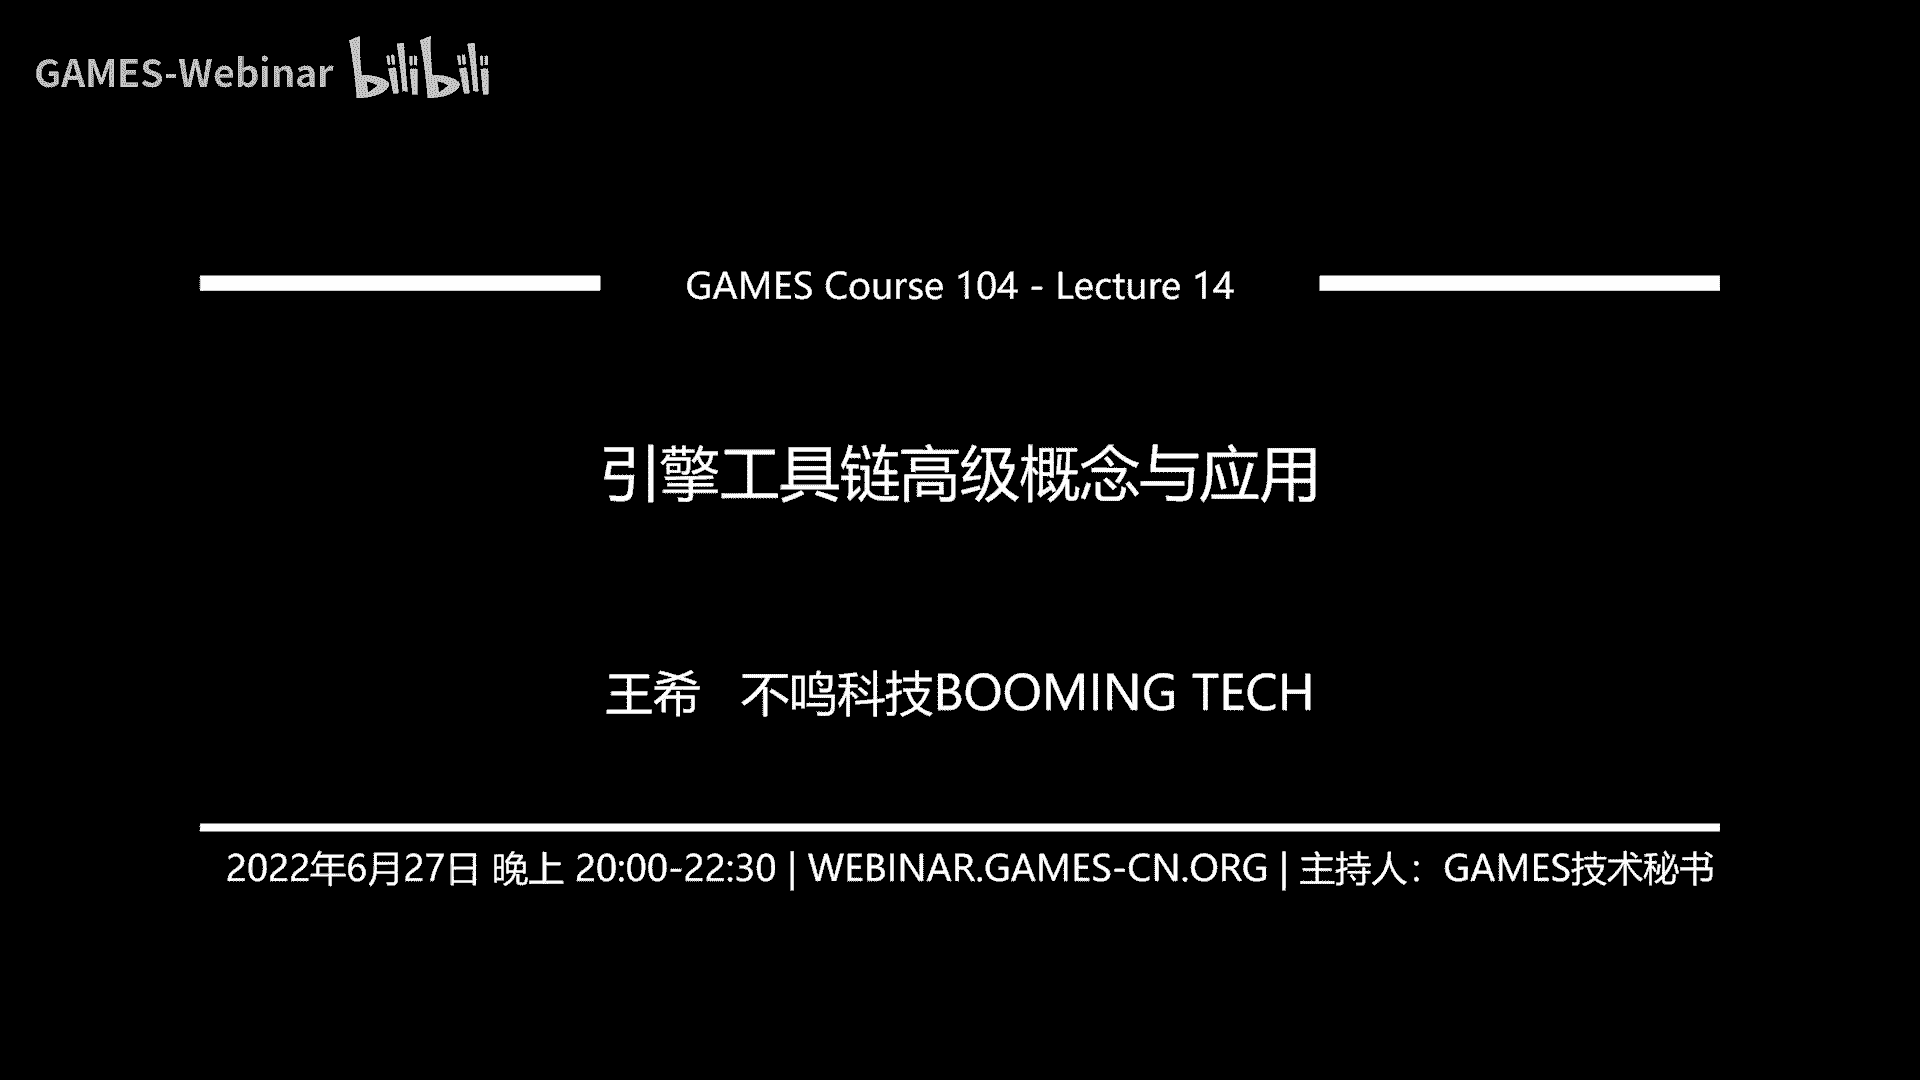 GAMES-Webinar bilibili
GAMES Course 104 - Lecture 14
引擎工具链高级概念与应用
王希 不鸣科技BOOMING TECH
2022年6月27日 晚上 20:00-22:30 | WEBINAR.GAMES-CN.ORG | 主持人：GAMES技术秘书